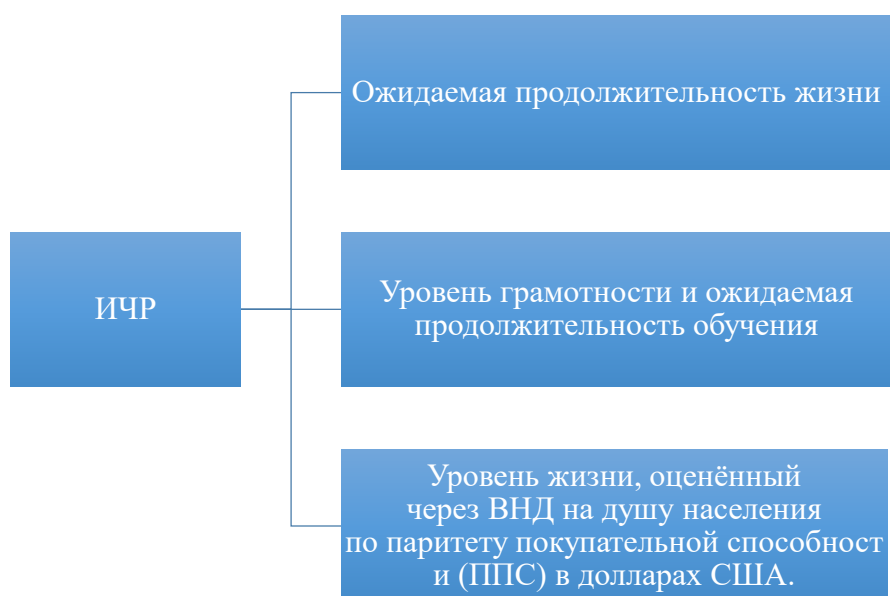 Ожидаемая продолжительность жизни
ИЧР
Уровень грамотности и ожидаемая
продолжительность обучения
Уровень жизни, оценённый
через ВНД на душу населения
по паритету покупательной способност
и (ППС) в долларах США.